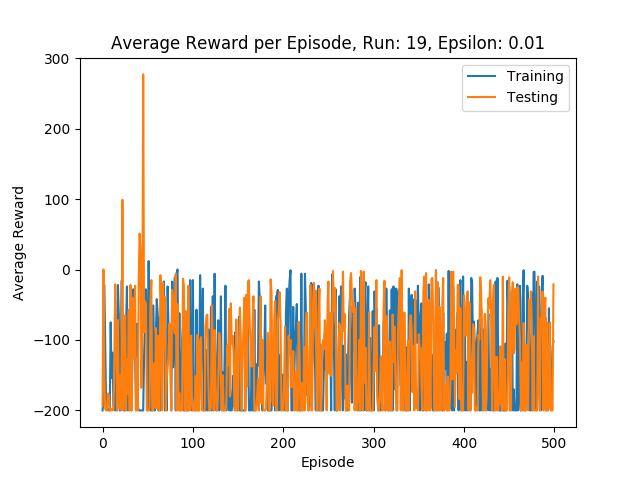 Average Reward per Episode, Run: 19, Epsilon: 0.01
Training
Testing
300
200
100
0
−100
−200
Average Reward
0 100 200 300 400 500
Episode